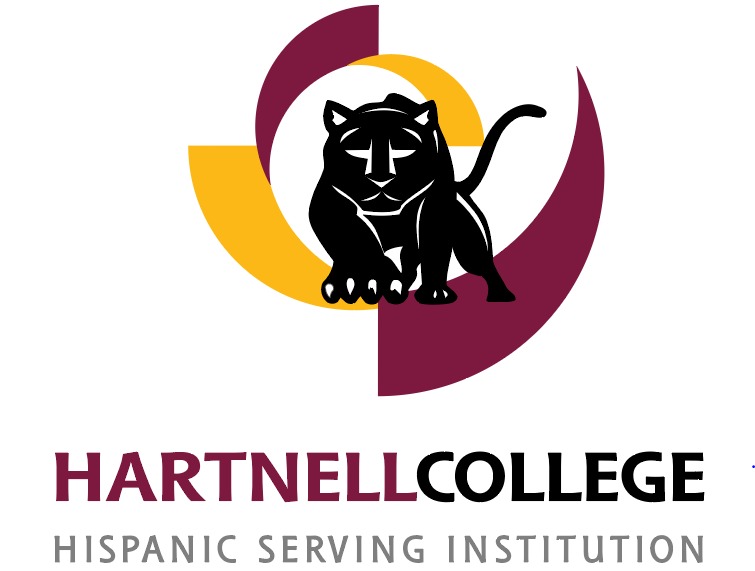 HARTNELLCOLLEGE
HISPANIC SERVING INSTITUTION